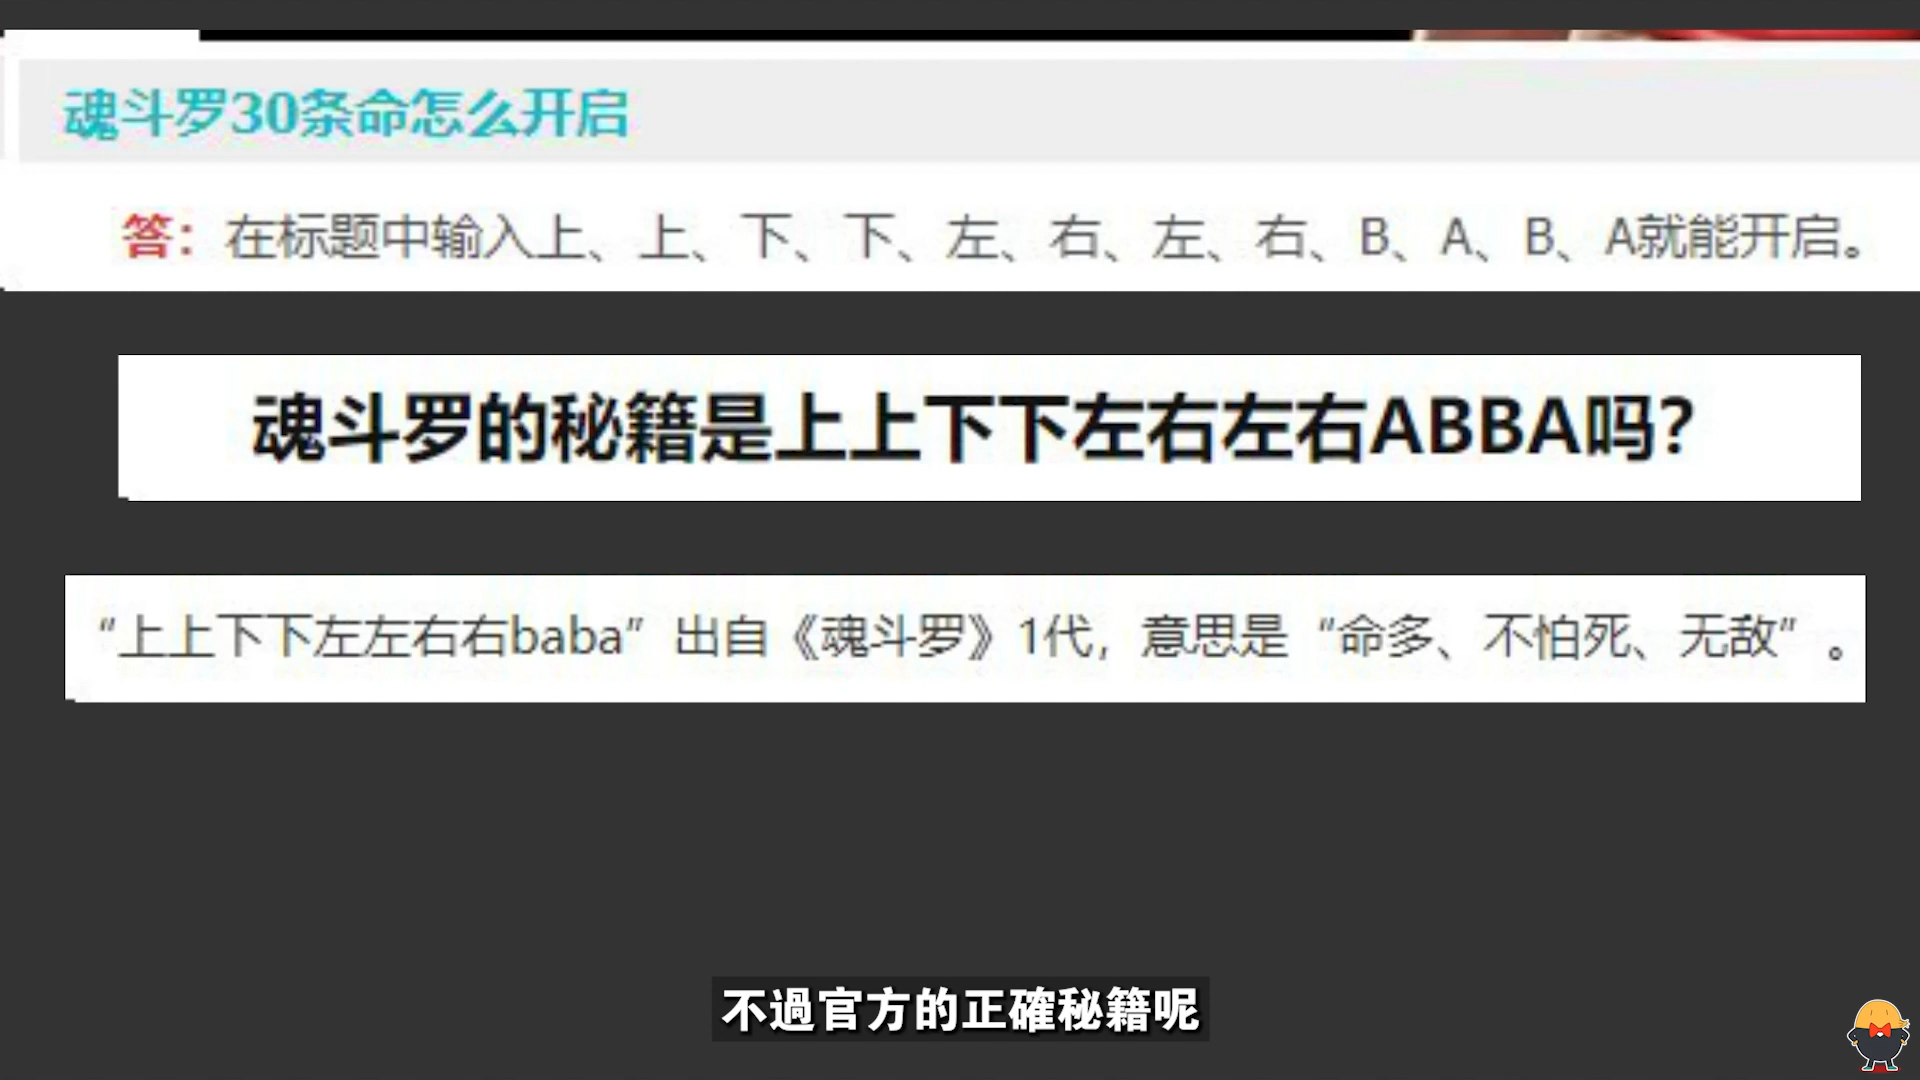 魂斗罗30条命怎么开启
答：在标题中输入上、上、下、下、左、右、左、右、B、A、B、A就能开启。
魂斗罗的秘籍是上上下下左右左右ABBA吗？
“上上下下左左右右baba”出自《魂斗罗》1代，意思是“命多、不怕死、无敌”。
不過官方的正確秘籍呢